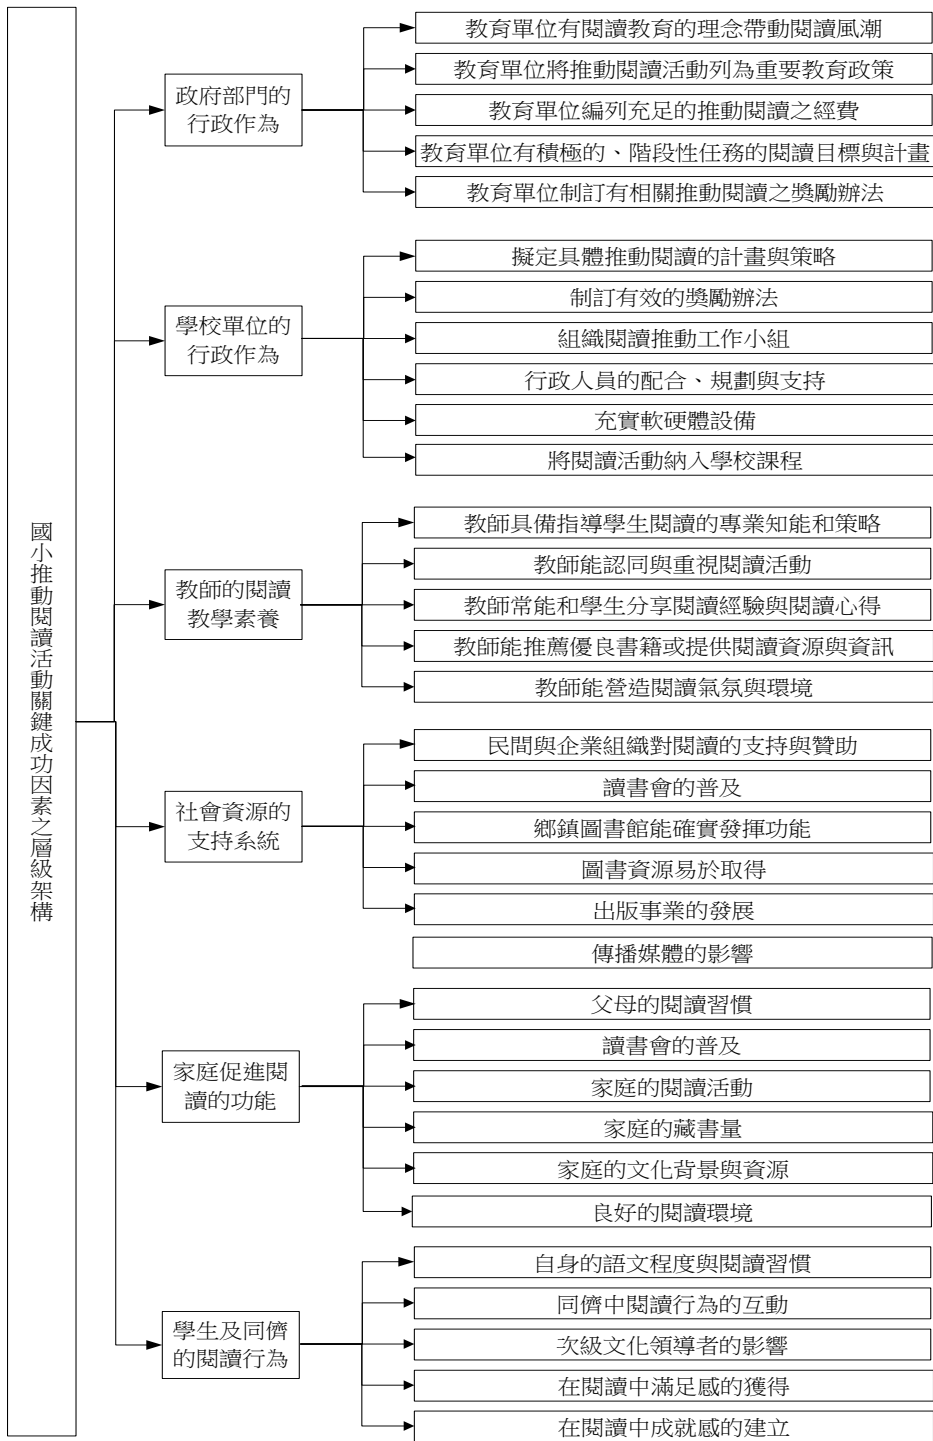 國小推動閱讀活動關鍵成功因素之層級架構
政府部門的
行政作為
教育單位有閱讀教育的理念帶動閱讀風潮
教育單位將推動閱讀活動列為重要教育政策
教育單位編列充足的推動閱讀之經費
教育單位有積極的、階段性任務的閱讀目標與計畫
教育單位制訂有相關推動閱讀之獎勵辦法
學校單位的
行政作為
擬定具體推動閱讀的計畫與策略
制訂有效的獎勵辦法
組織閱讀推動工作小組
行政人員的配合、規劃與支持
充實軟硬體設備
將閱讀活動納入學校課程
教師的閱讀
教學素養
教師具備指導學生閱讀的專業知能和策略
教師能認同與重視閱讀活動
教師常能和學生分享閱讀經驗與閱讀心得
教師能推薦優良書籍或提供閱讀資源與資訊
教師能營造閱讀氣氛與環境
社會資源的
支持系統
民間與企業組織對閱讀的支持與贊助
讀書會的普及
鄉鎮圖書館能確實發揮功能
圖書資源易於取得
出版事業的發展
傳播媒體的影響
家庭促進閱
讀的功能
父母的閱讀習慣
讀書會的普及
家庭的閱讀活動
家庭的藏書量
家庭的文化背景與資源
良好的閱讀環境
學生及同儕
的閱讀行為
自身的語文程度與閱讀習慣
同儕中閱讀行為的互動
次級文化領導者的影響
在閱讀中滿足感的獲得
在閱讀中成就感的建立